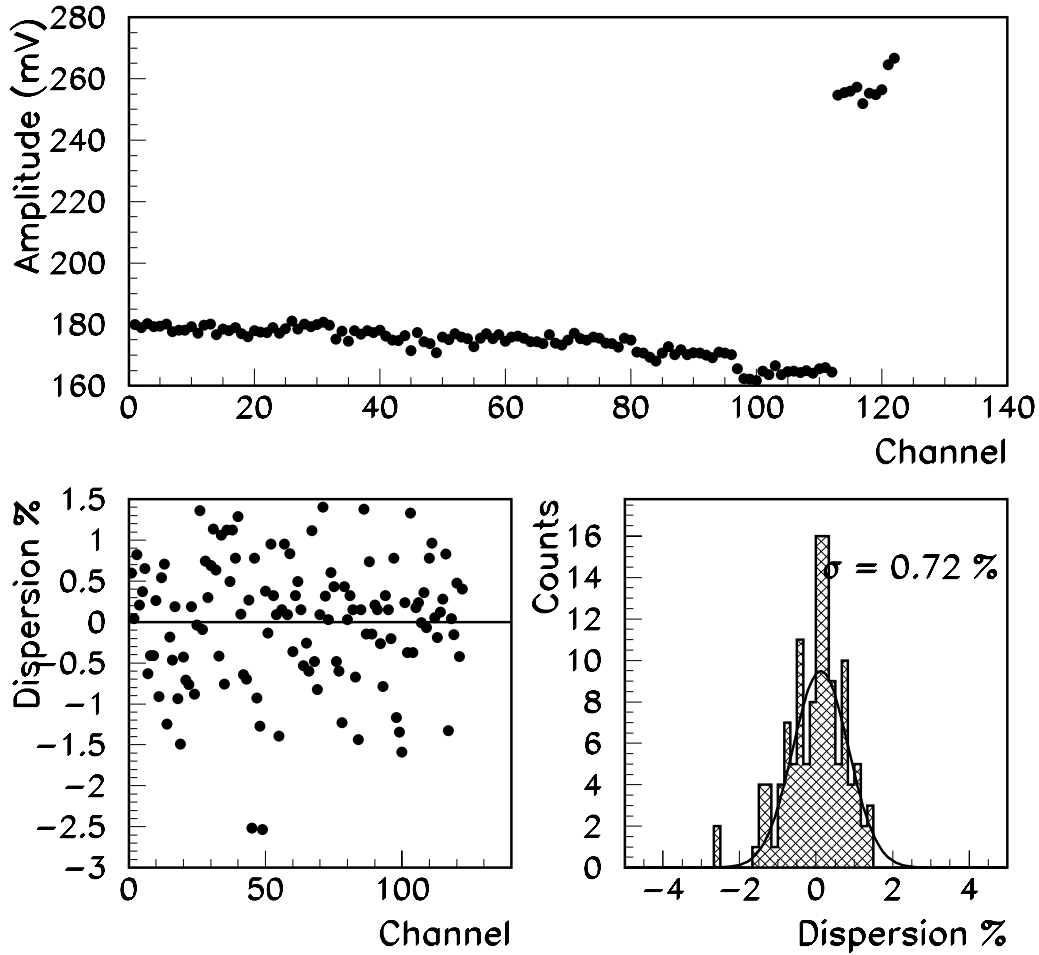 Amplitude (mV)
280
260
240
220
200
180
160
0 20 40 60 80 100 120 140
Channel
Dispersion %
1.5
1
0.5
0
−0.5
−1
−1.5
−2
−2.5
−3
0 50 100
Channel
Counts
16
14
12
10
8
6
4
2
0
σ = 0.72 %
−4 −2 0 2 4
Dispersion %